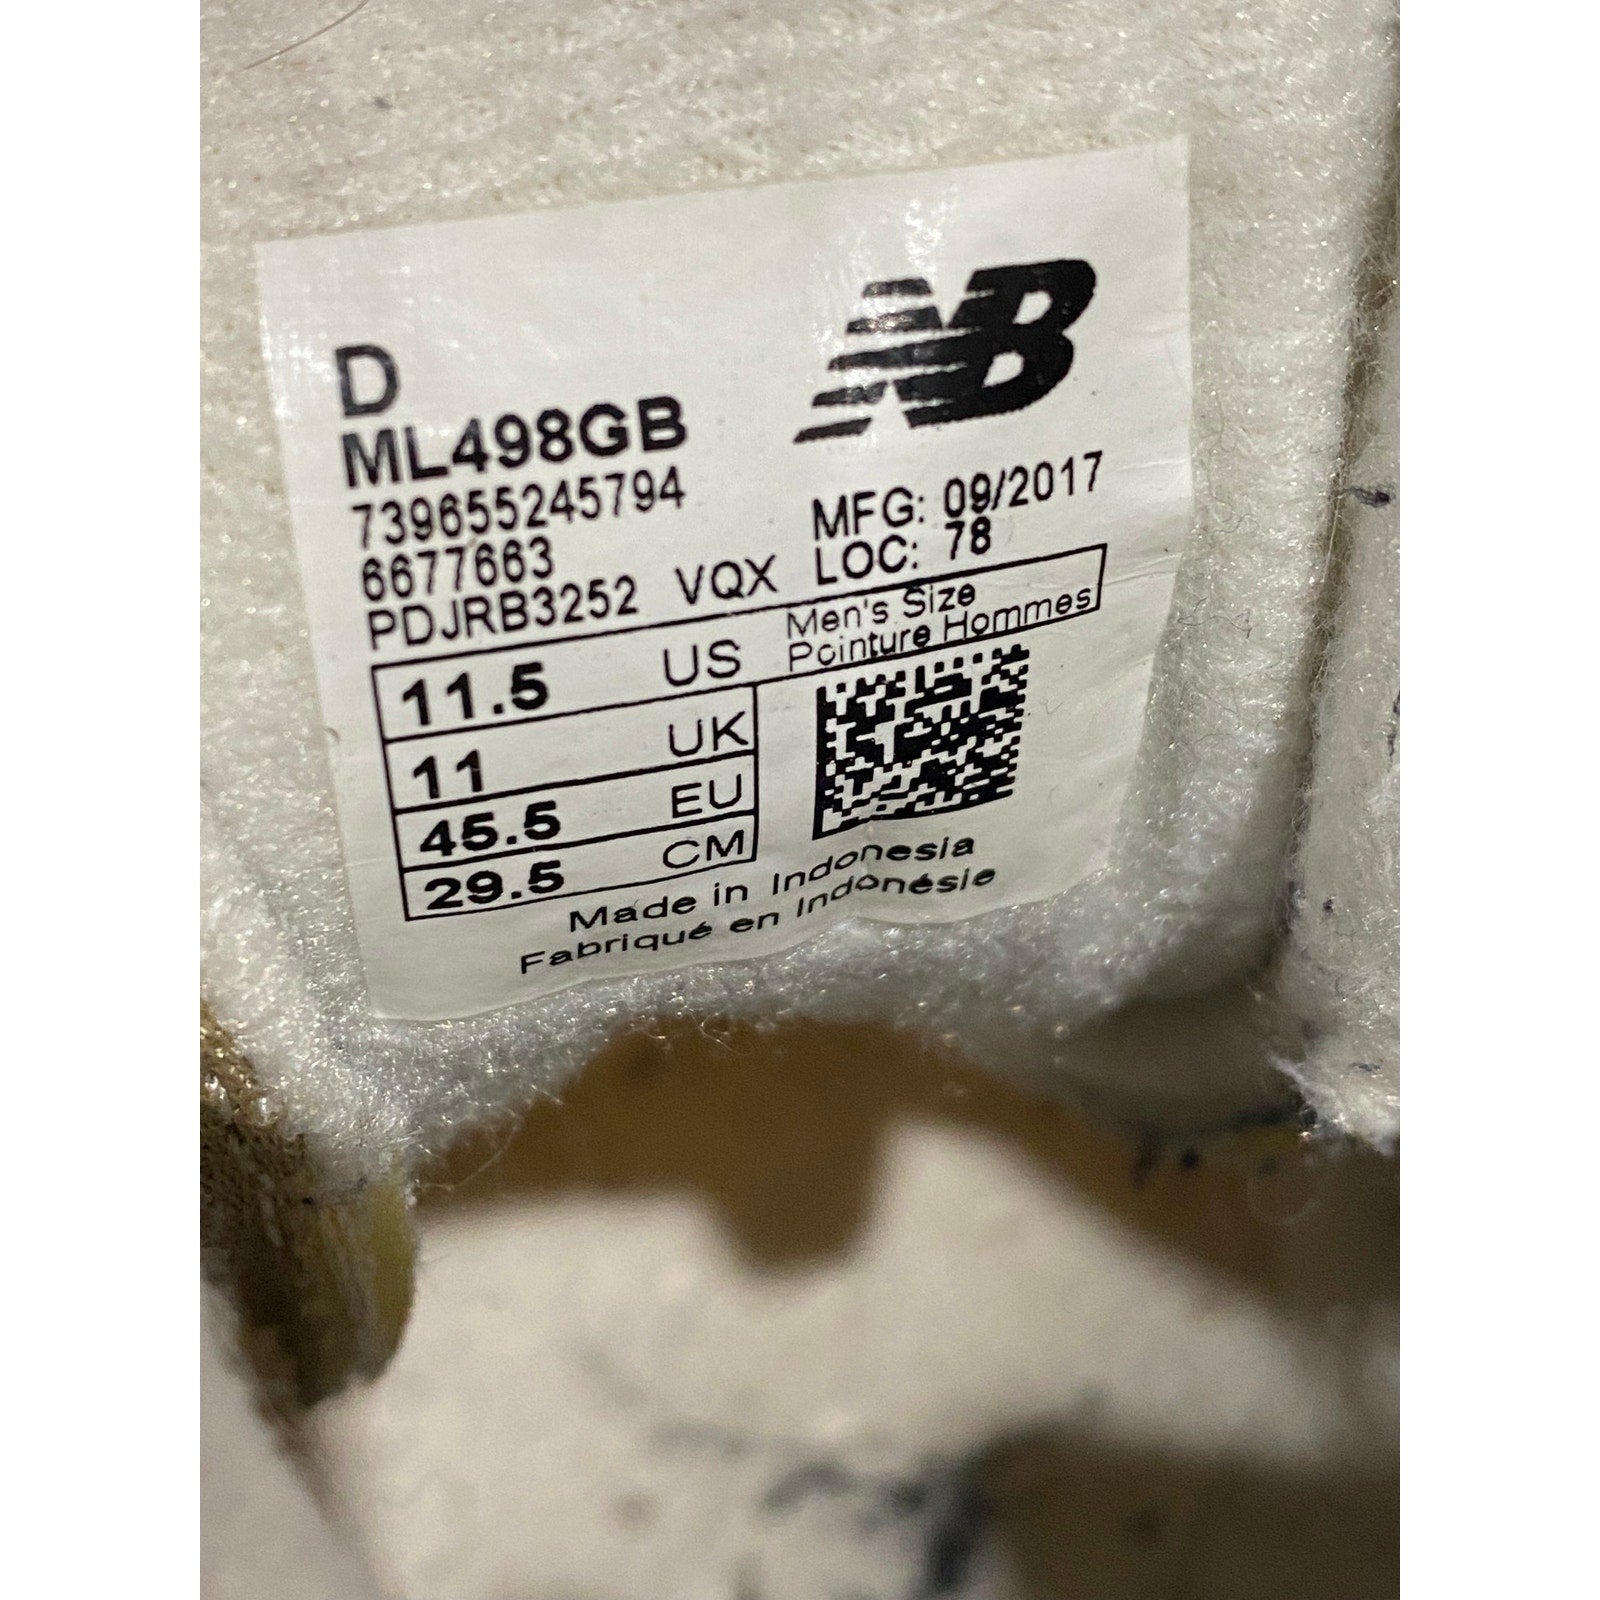 NB
D
ML498GB
739655245794
6677663
PDJRB3252 VQX
MFG: 09/2017
LOC: 78
Men's Size
Pointure Hommes
11.5 US
11 UK
45.5 EU
29.5 CM
Made in Indonesia
Fabriqué en Indonésie